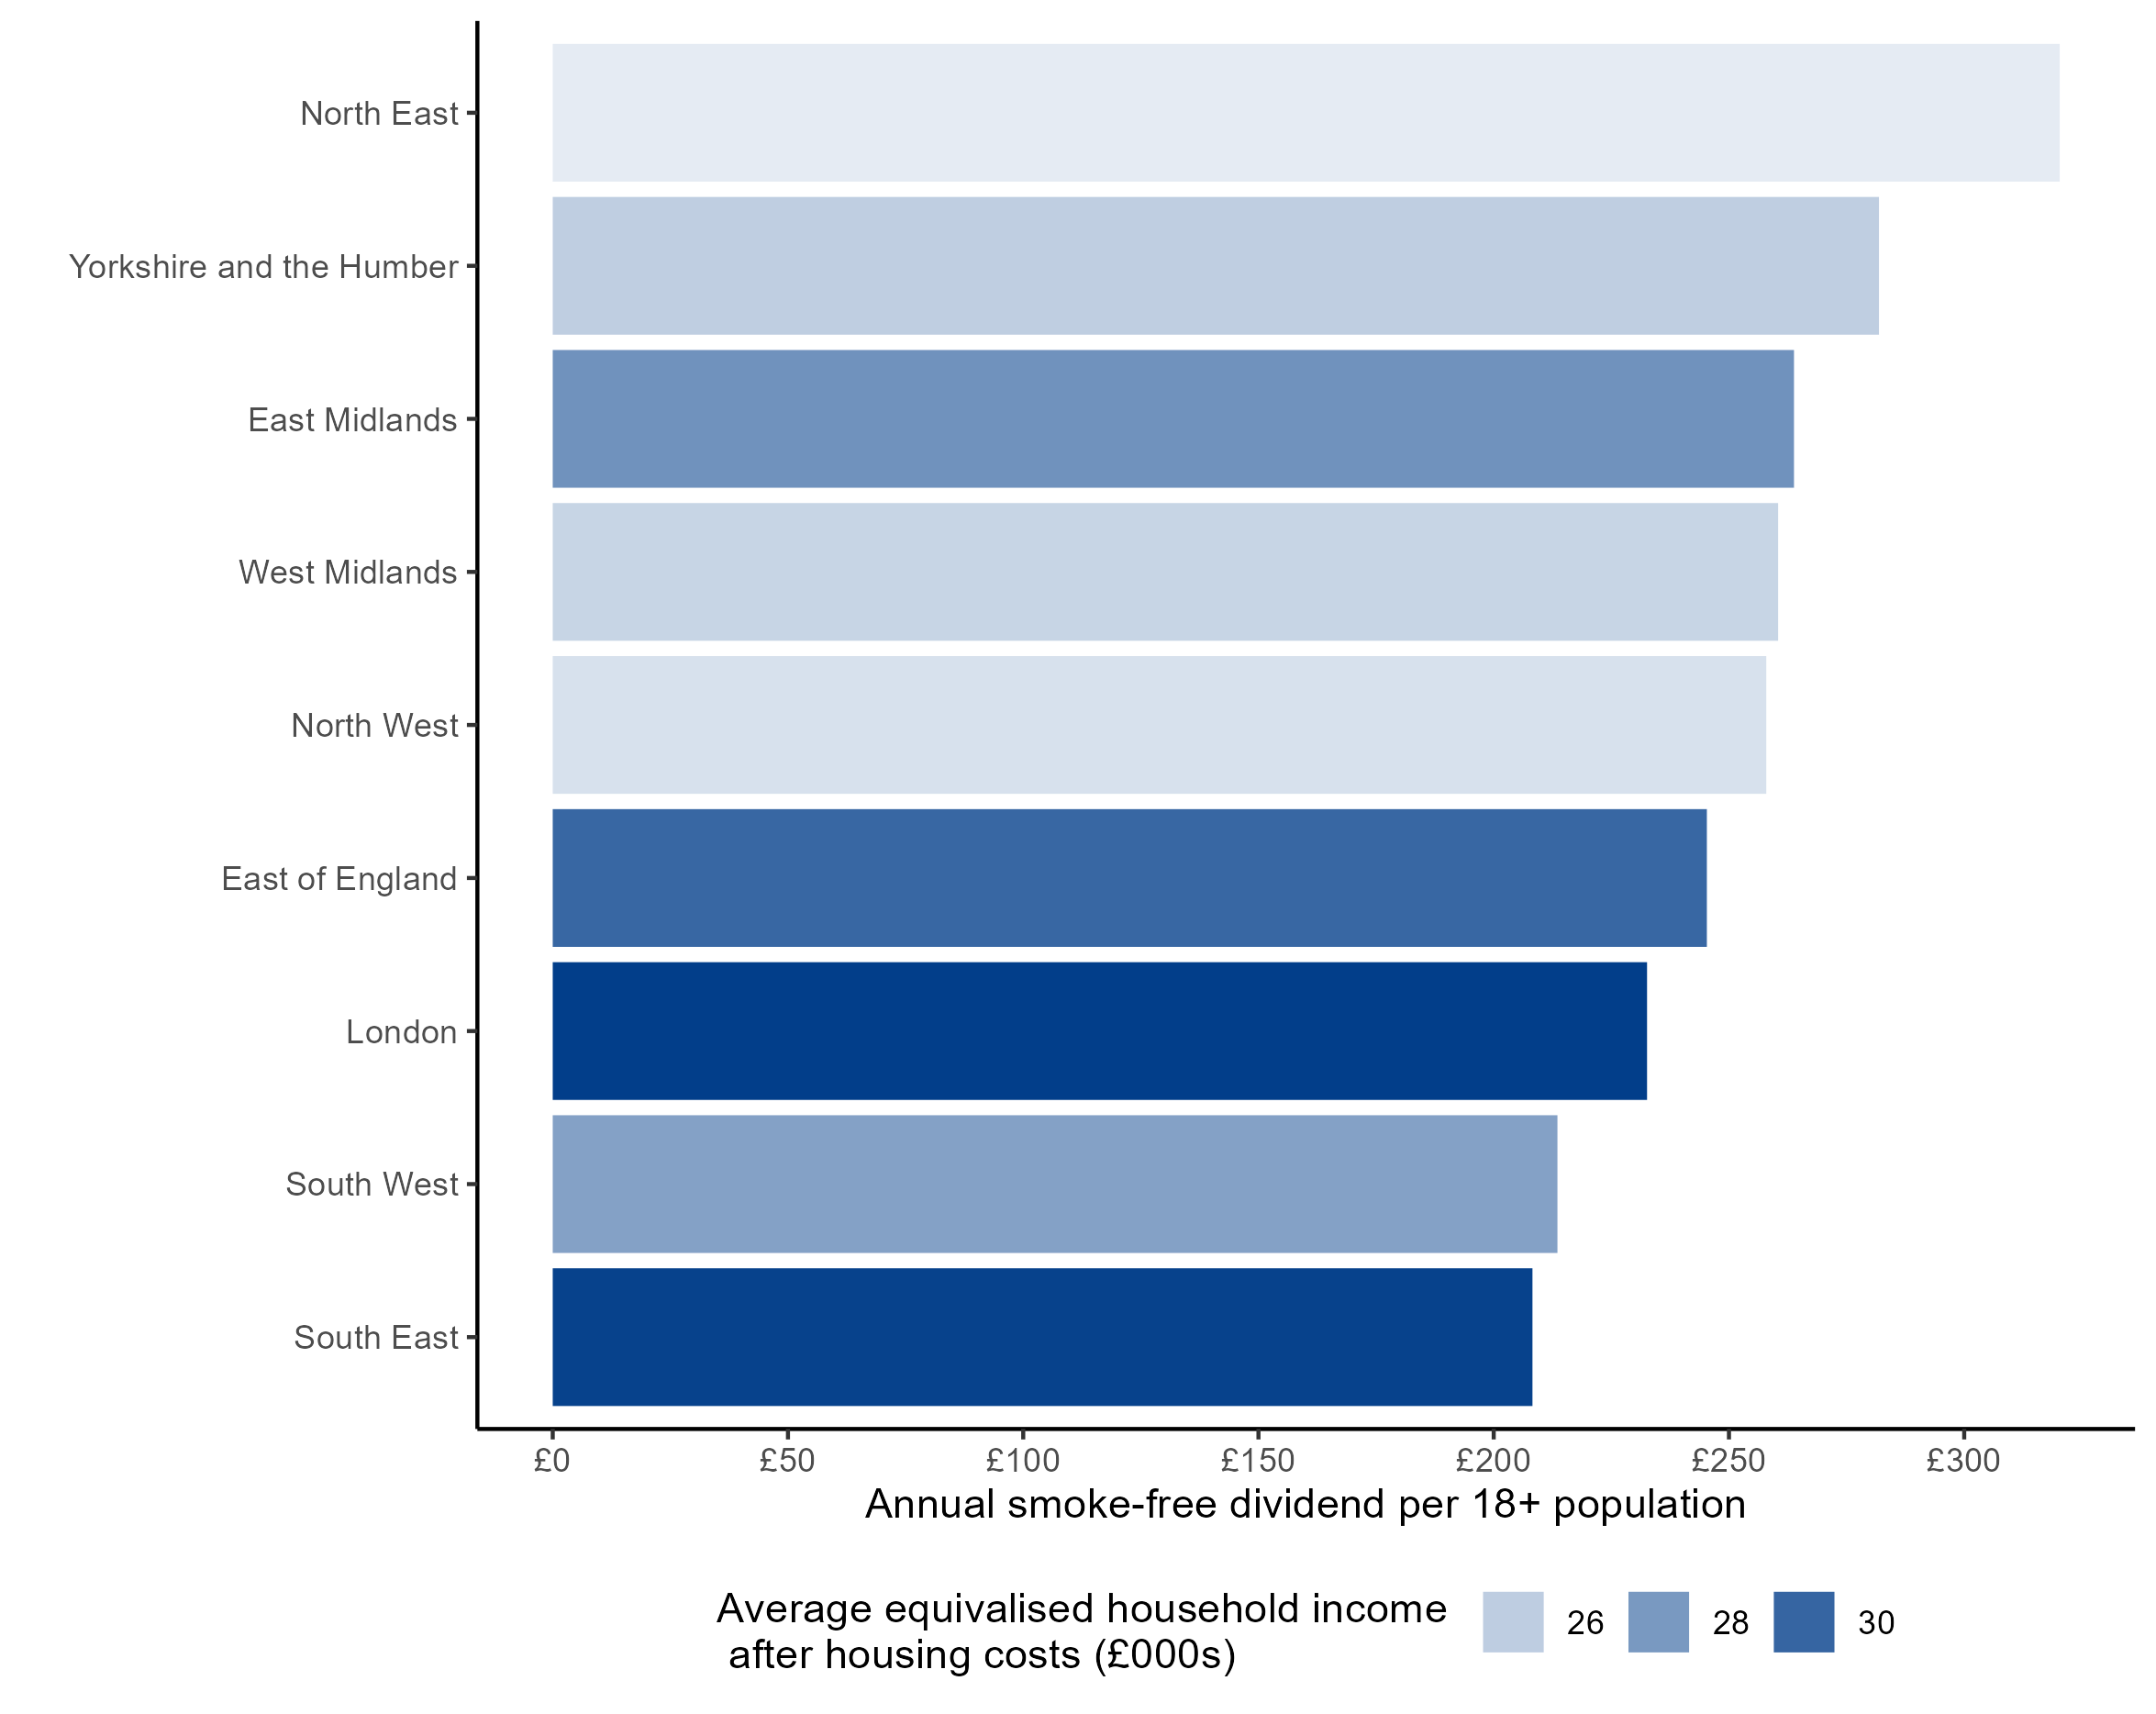 North East
Yorkshire and the Humber
East Midlands
West Midlands
North West
East of England
London
South West
South East
£0 £50 £100 £150 £200 £250 £300
Annual smoke-free dividend per 18+ population
Average equivalised household income
after housing costs (£000s)
26 28 30